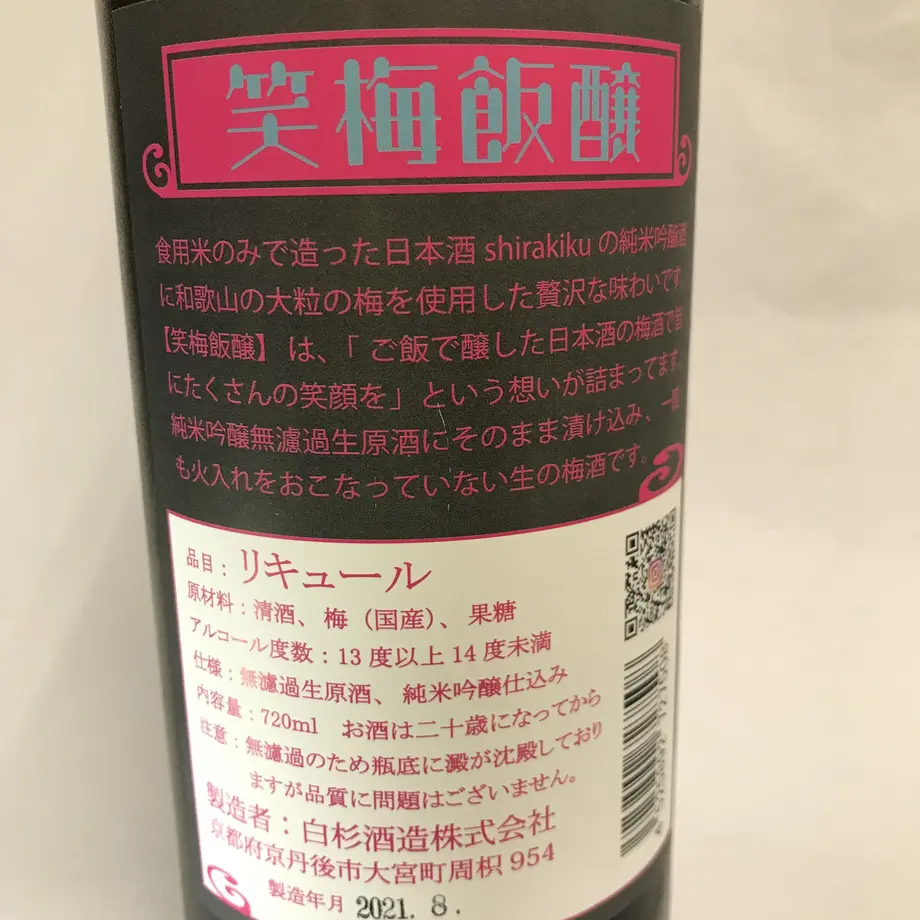 笑梅飯醸
食用米のみで造った日本酒 shirakiku の純米吟醸酒
に和歌山の大粒の梅を使用した贅沢な味わいです。
【笑梅飯醸】は、「ご飯で醸した日本酒の梅酒で皆
にたくさんの笑顔を」という想いが詰まってます。
純米吟醸無濾過生原酒にそのまま漬け込み、一
も火入れをおこなっていない生の梅酒です。
品目：リキュール
原材料：清酒、梅（国産）、果糖
アルコール度数：13 度以上 14 度未満
仕様：無濾過生原酒、純米吟醸仕込み
内容量：720ml お酒は二十歳になってから
注意：無濾過のため瓶底に澱が沈殿しており
ますが品質に問題はございません。
製造者：白杉酒造株式会社
京都府京丹後市大宮町周枳 954
製造年月 2021. 8.